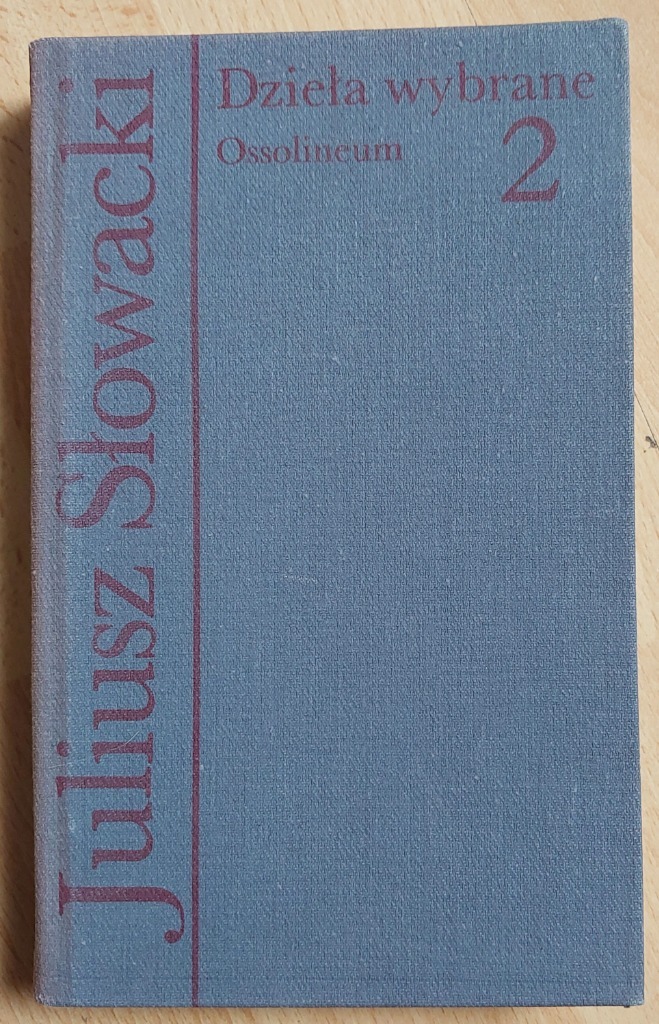 Juliusz Słowacki
Dzieła wybrane
Ossolineum
2